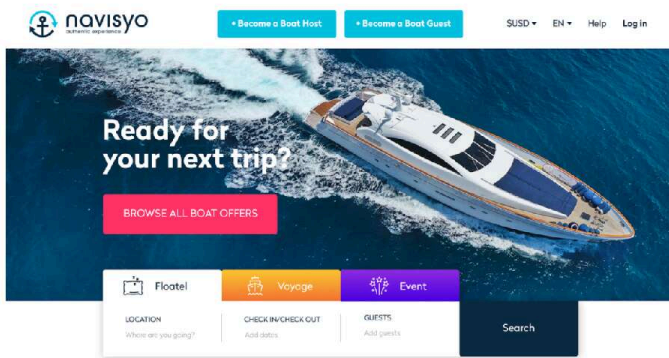 navisyo
authentic experience
+ Become a Boat Host
+ Become a Boat Guest
SUSD
EN
Help
Log in
Ready for
your next trip?
BROWSE ALL BOAT OFFERS
Floatel
Voyage
Event
LOCATION
CHECK IN/CHECK OUT
GUESTS
Where are you going?
Add dates
Add guests
Search